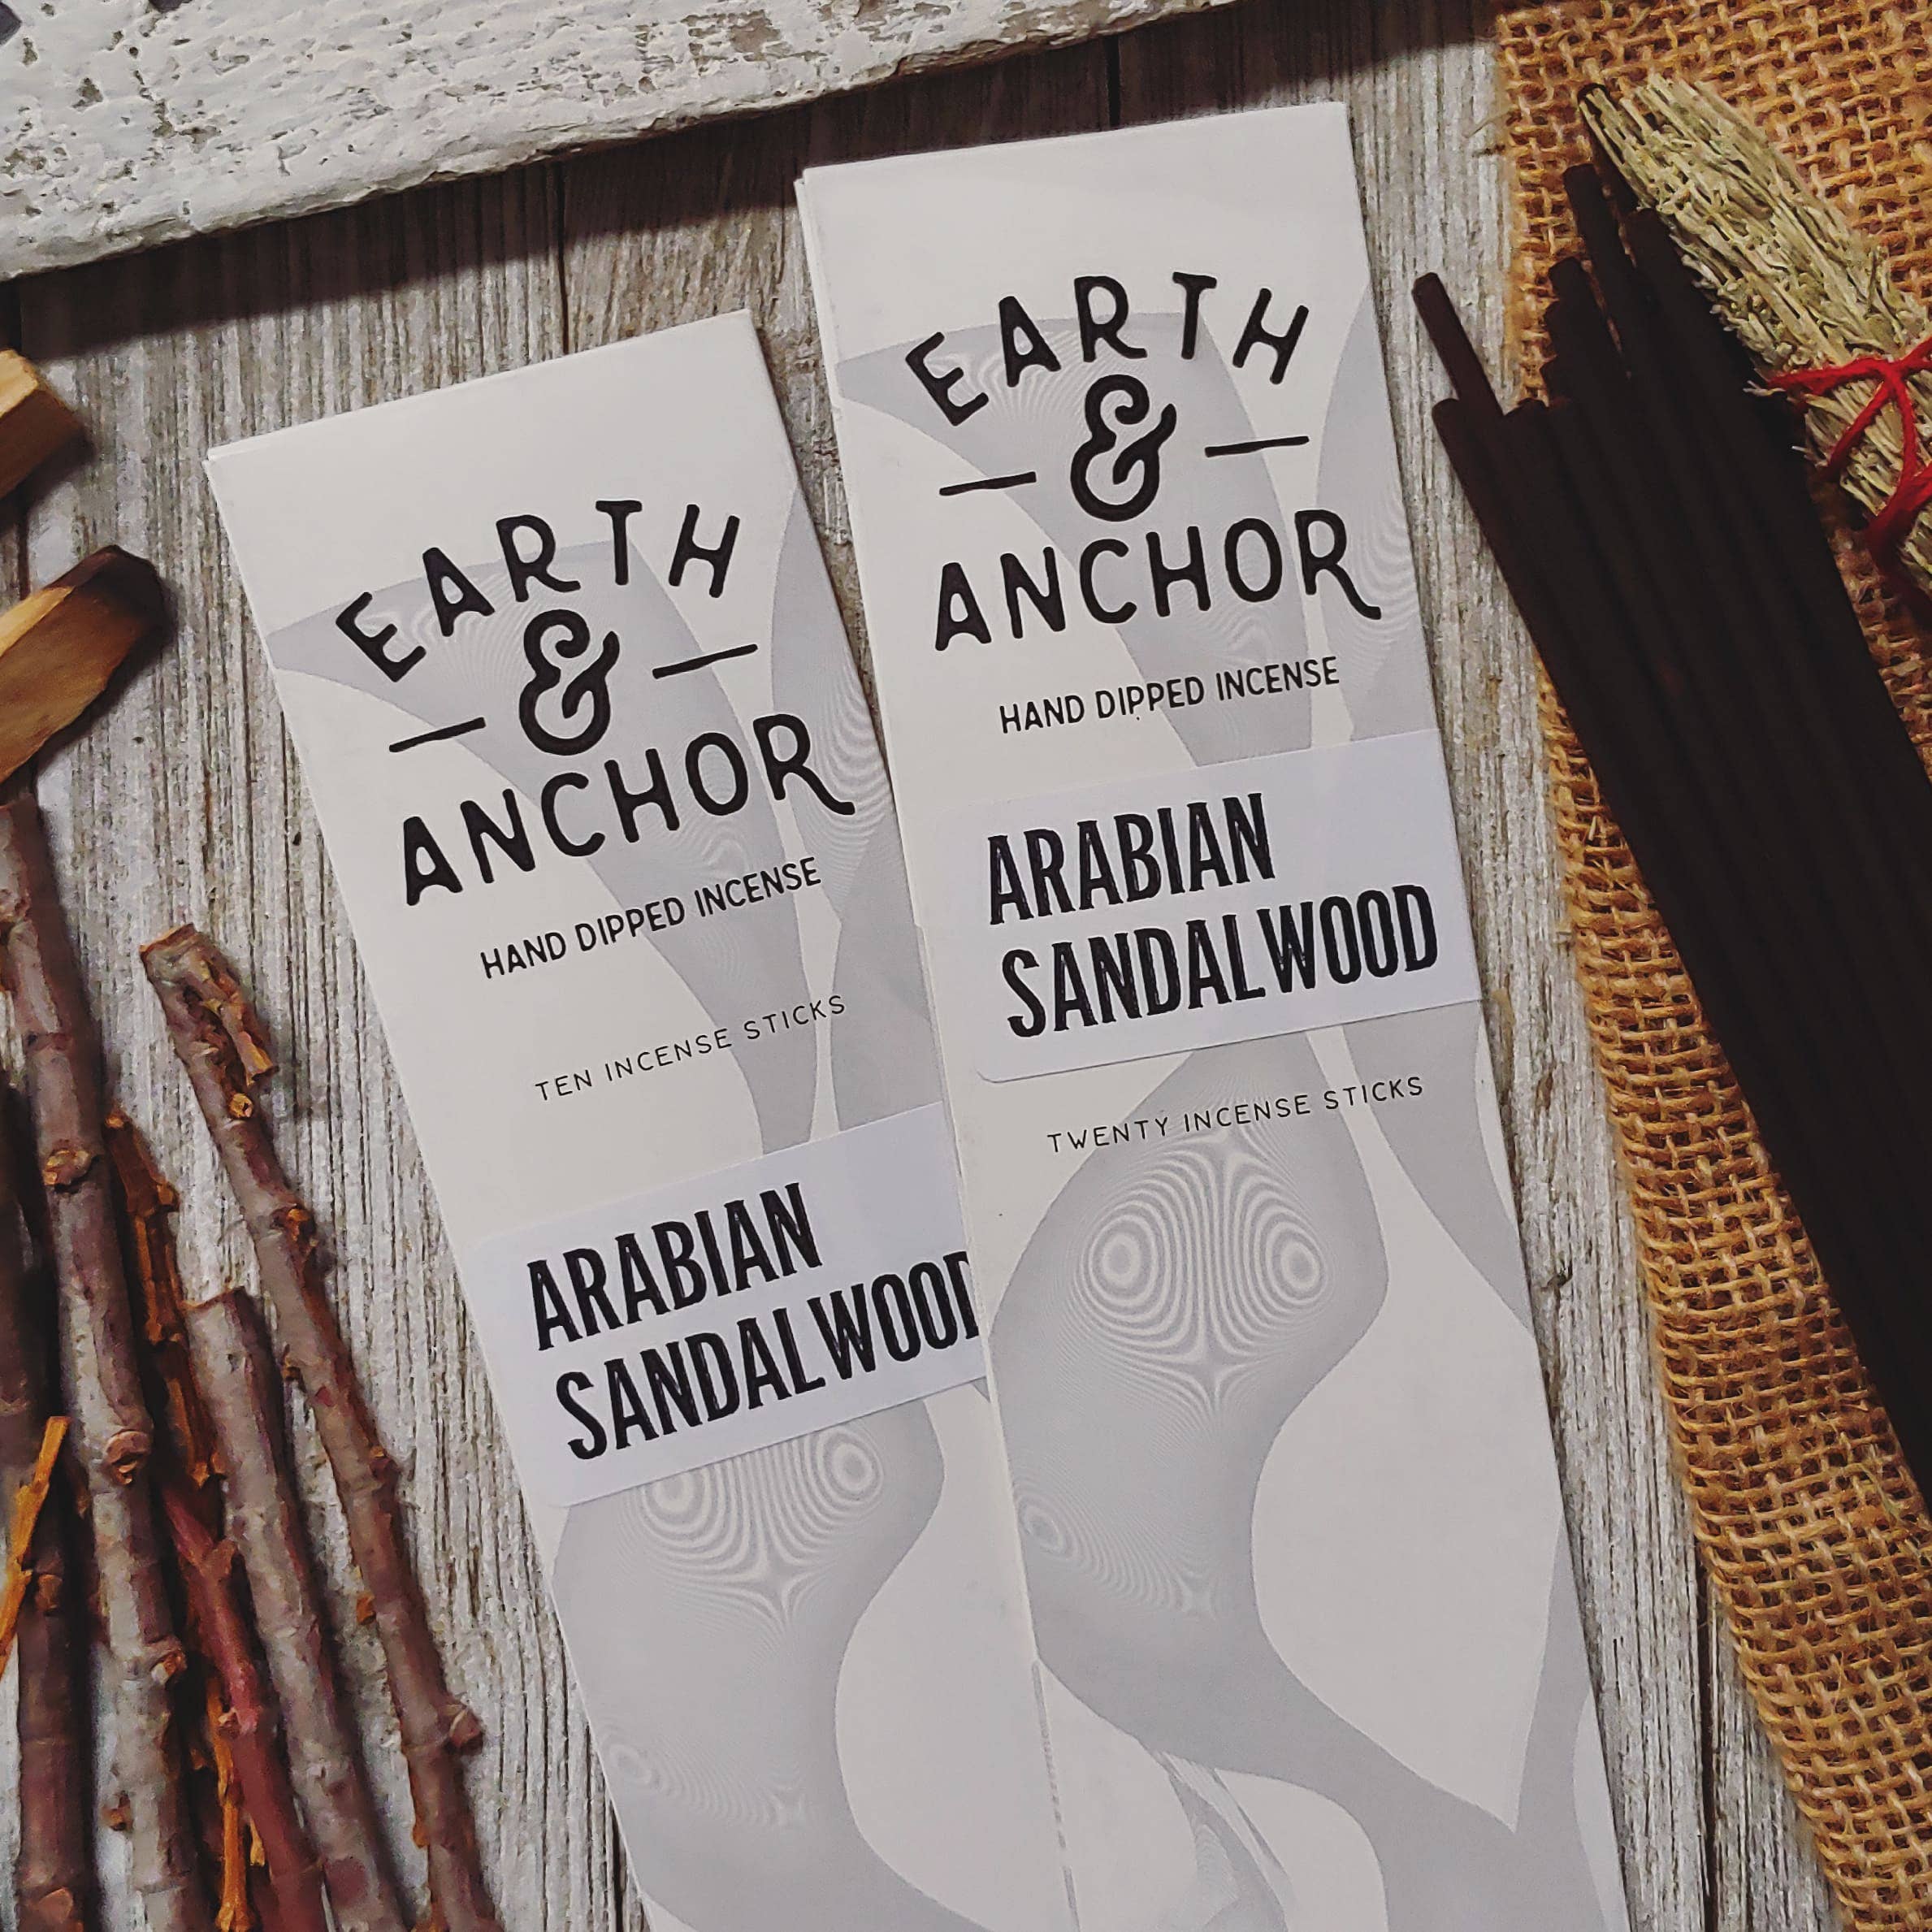 EARTH
&
ANCHOR
HAND DIPPED INCENSE
TEN INCENSE STICKS
ARABIAN
SANDALWOOD
EARTH
&
ANCHOR
HAND DIPPED INCENSE
ARABIAN
SANDALWOOD
TWENTY INCENSE STICKS